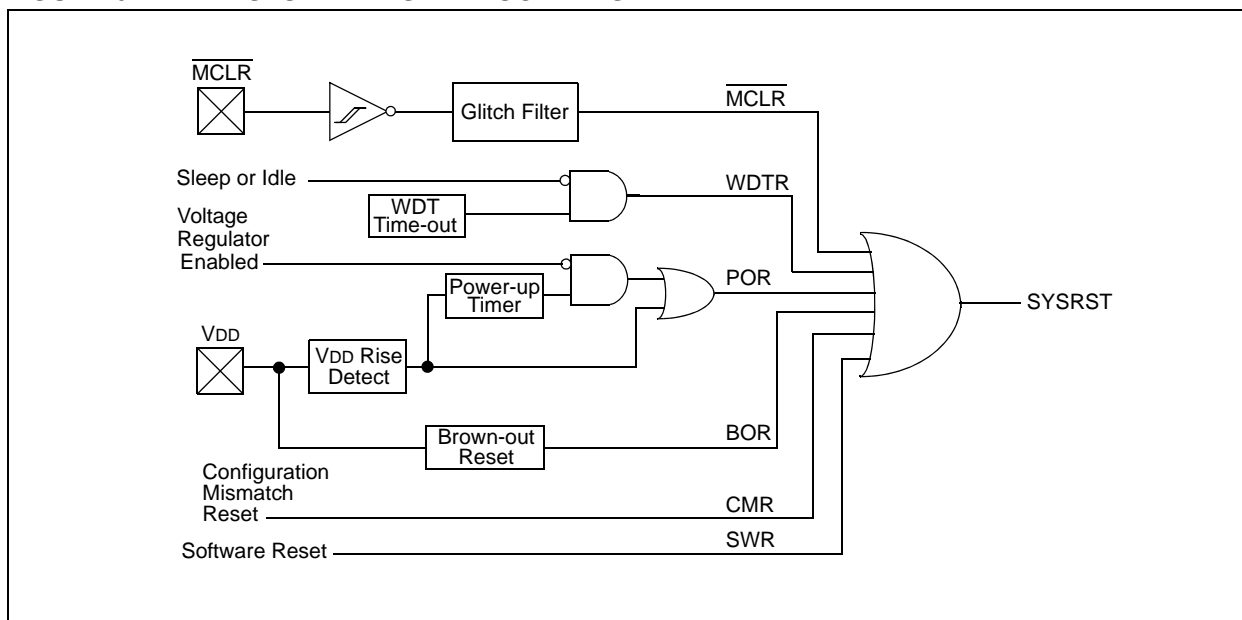 MCLR
Glitch Filter
MCLR
Sleep or Idle
WDT
Time-out
WDTR
Voltage
Regulator
Enabled
Power-up
Timer
POR
SYSRST
VDD
VDD Rise
Detect
Brown-out
Reset
BOR
Configuration
Mismatch
Reset
CMR
Software Reset
SWR